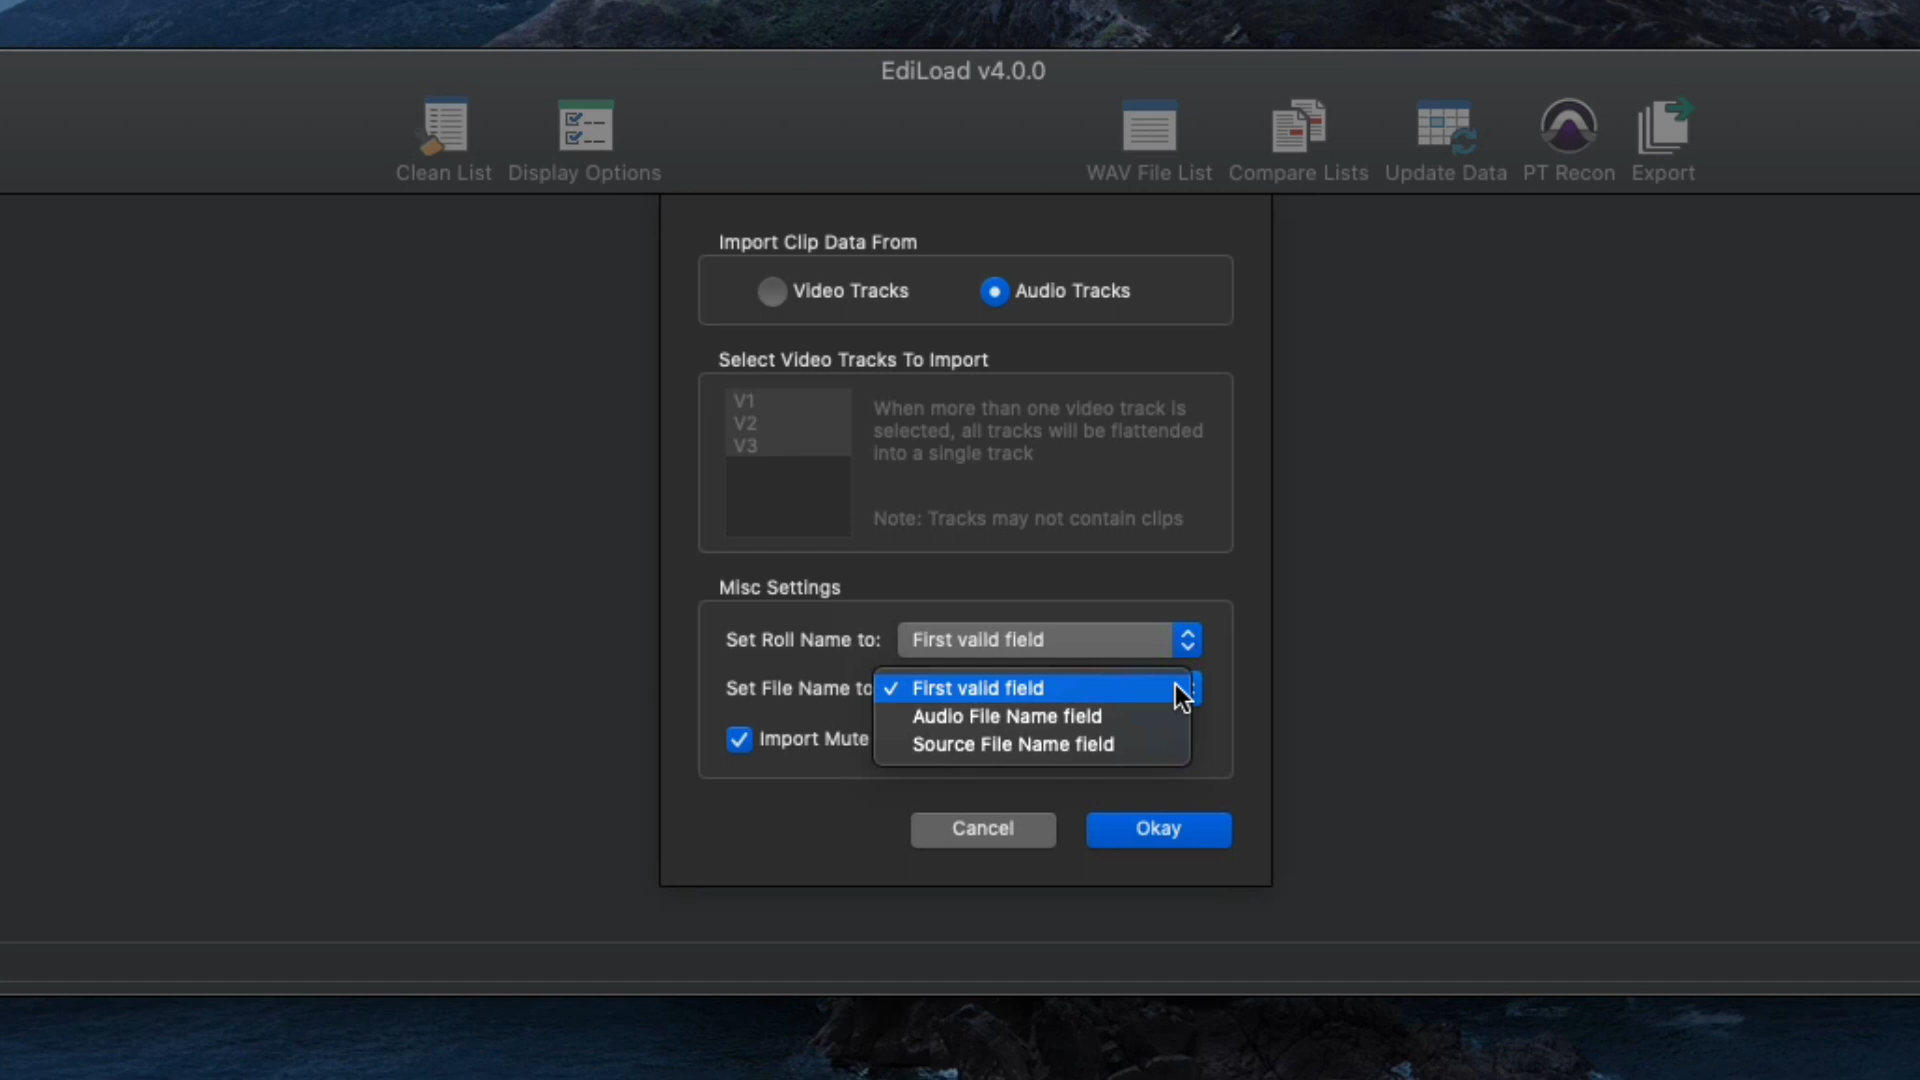 EdiLoad v4.0.0
Clean List
Display Options
WAV File List
Compare Lists
Update Data
PT Recon
Export
Import Clip Data From
Video Tracks
Audio Tracks
Select Video Tracks To Import
V1
V2
V3
When more than one video track is
selected, all tracks will be flattended
into a single track
Note: Tracks may not contain clips
Misc Settings
Set Roll Name to:
First valid field
Set File Name to
First valid field
Audio File Name field
Source File Name field
Import Mute
Cancel
Okay